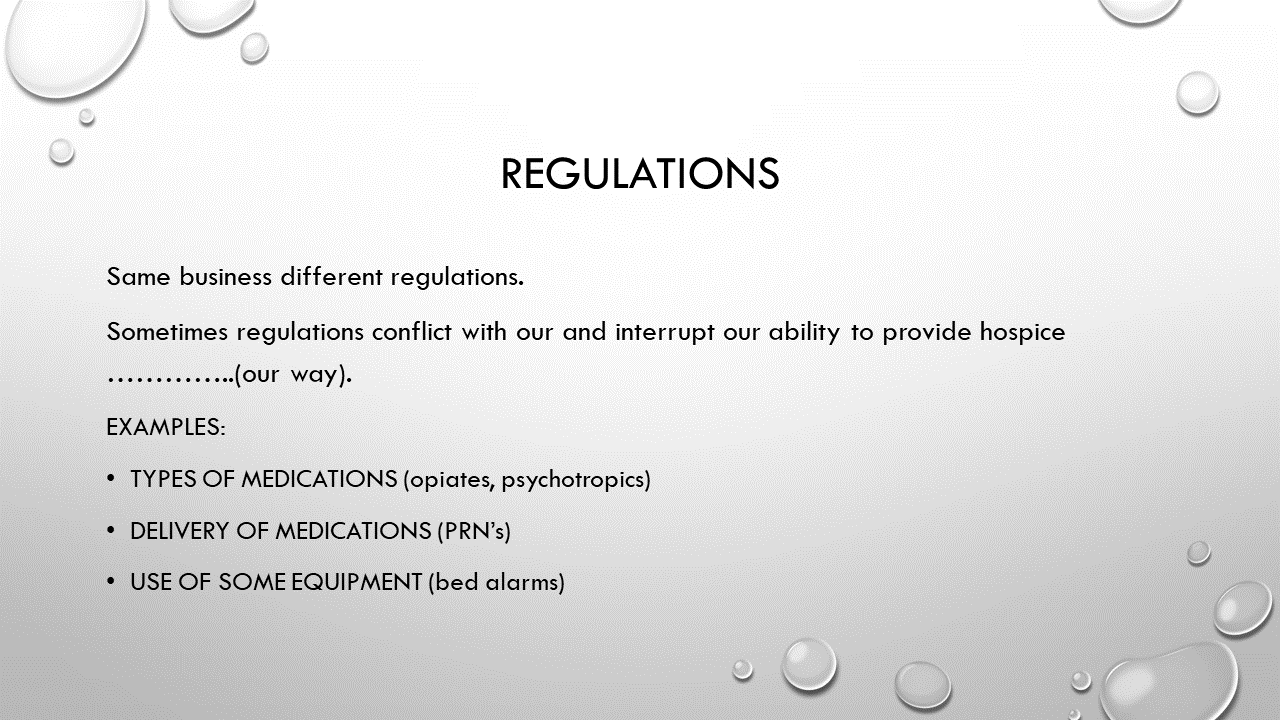 REGULATIONS
Same business different regulations.
Sometimes regulations conflict with our and interrupt our ability to provide hospice
…………..(our way).
EXAMPLES:
• TYPES OF MEDICATIONS (opiates, psychotropics)
• DELIVERY OF MEDICATIONS (PRN’s)
• USE OF SOME EQUIPMENT (bed alarms)